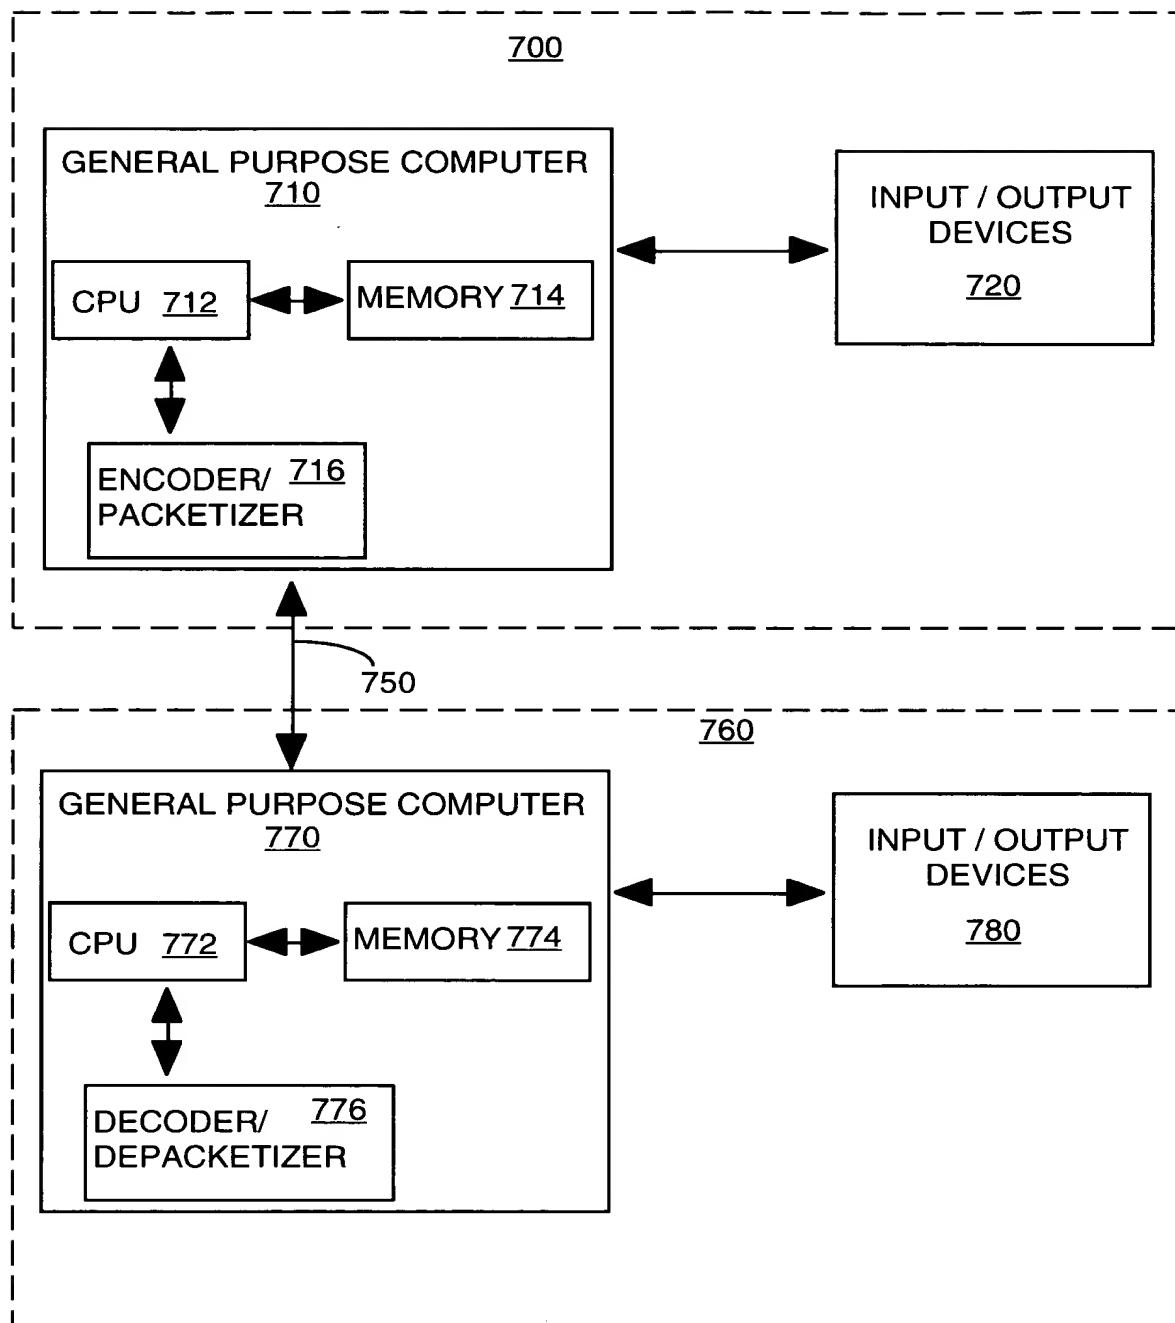 700
GENERAL PURPOSE COMPUTER
710
INPUT / OUTPUT
DEVICES
720
CPU 712
MEMORY 714
ENCODER/ 716
PACKETIZER
750
760
GENERAL PURPOSE COMPUTER
770
INPUT / OUTPUT
DEVICES
780
CPU 772
MEMORY 774
DECODER/ 776
DEPACKETIZER